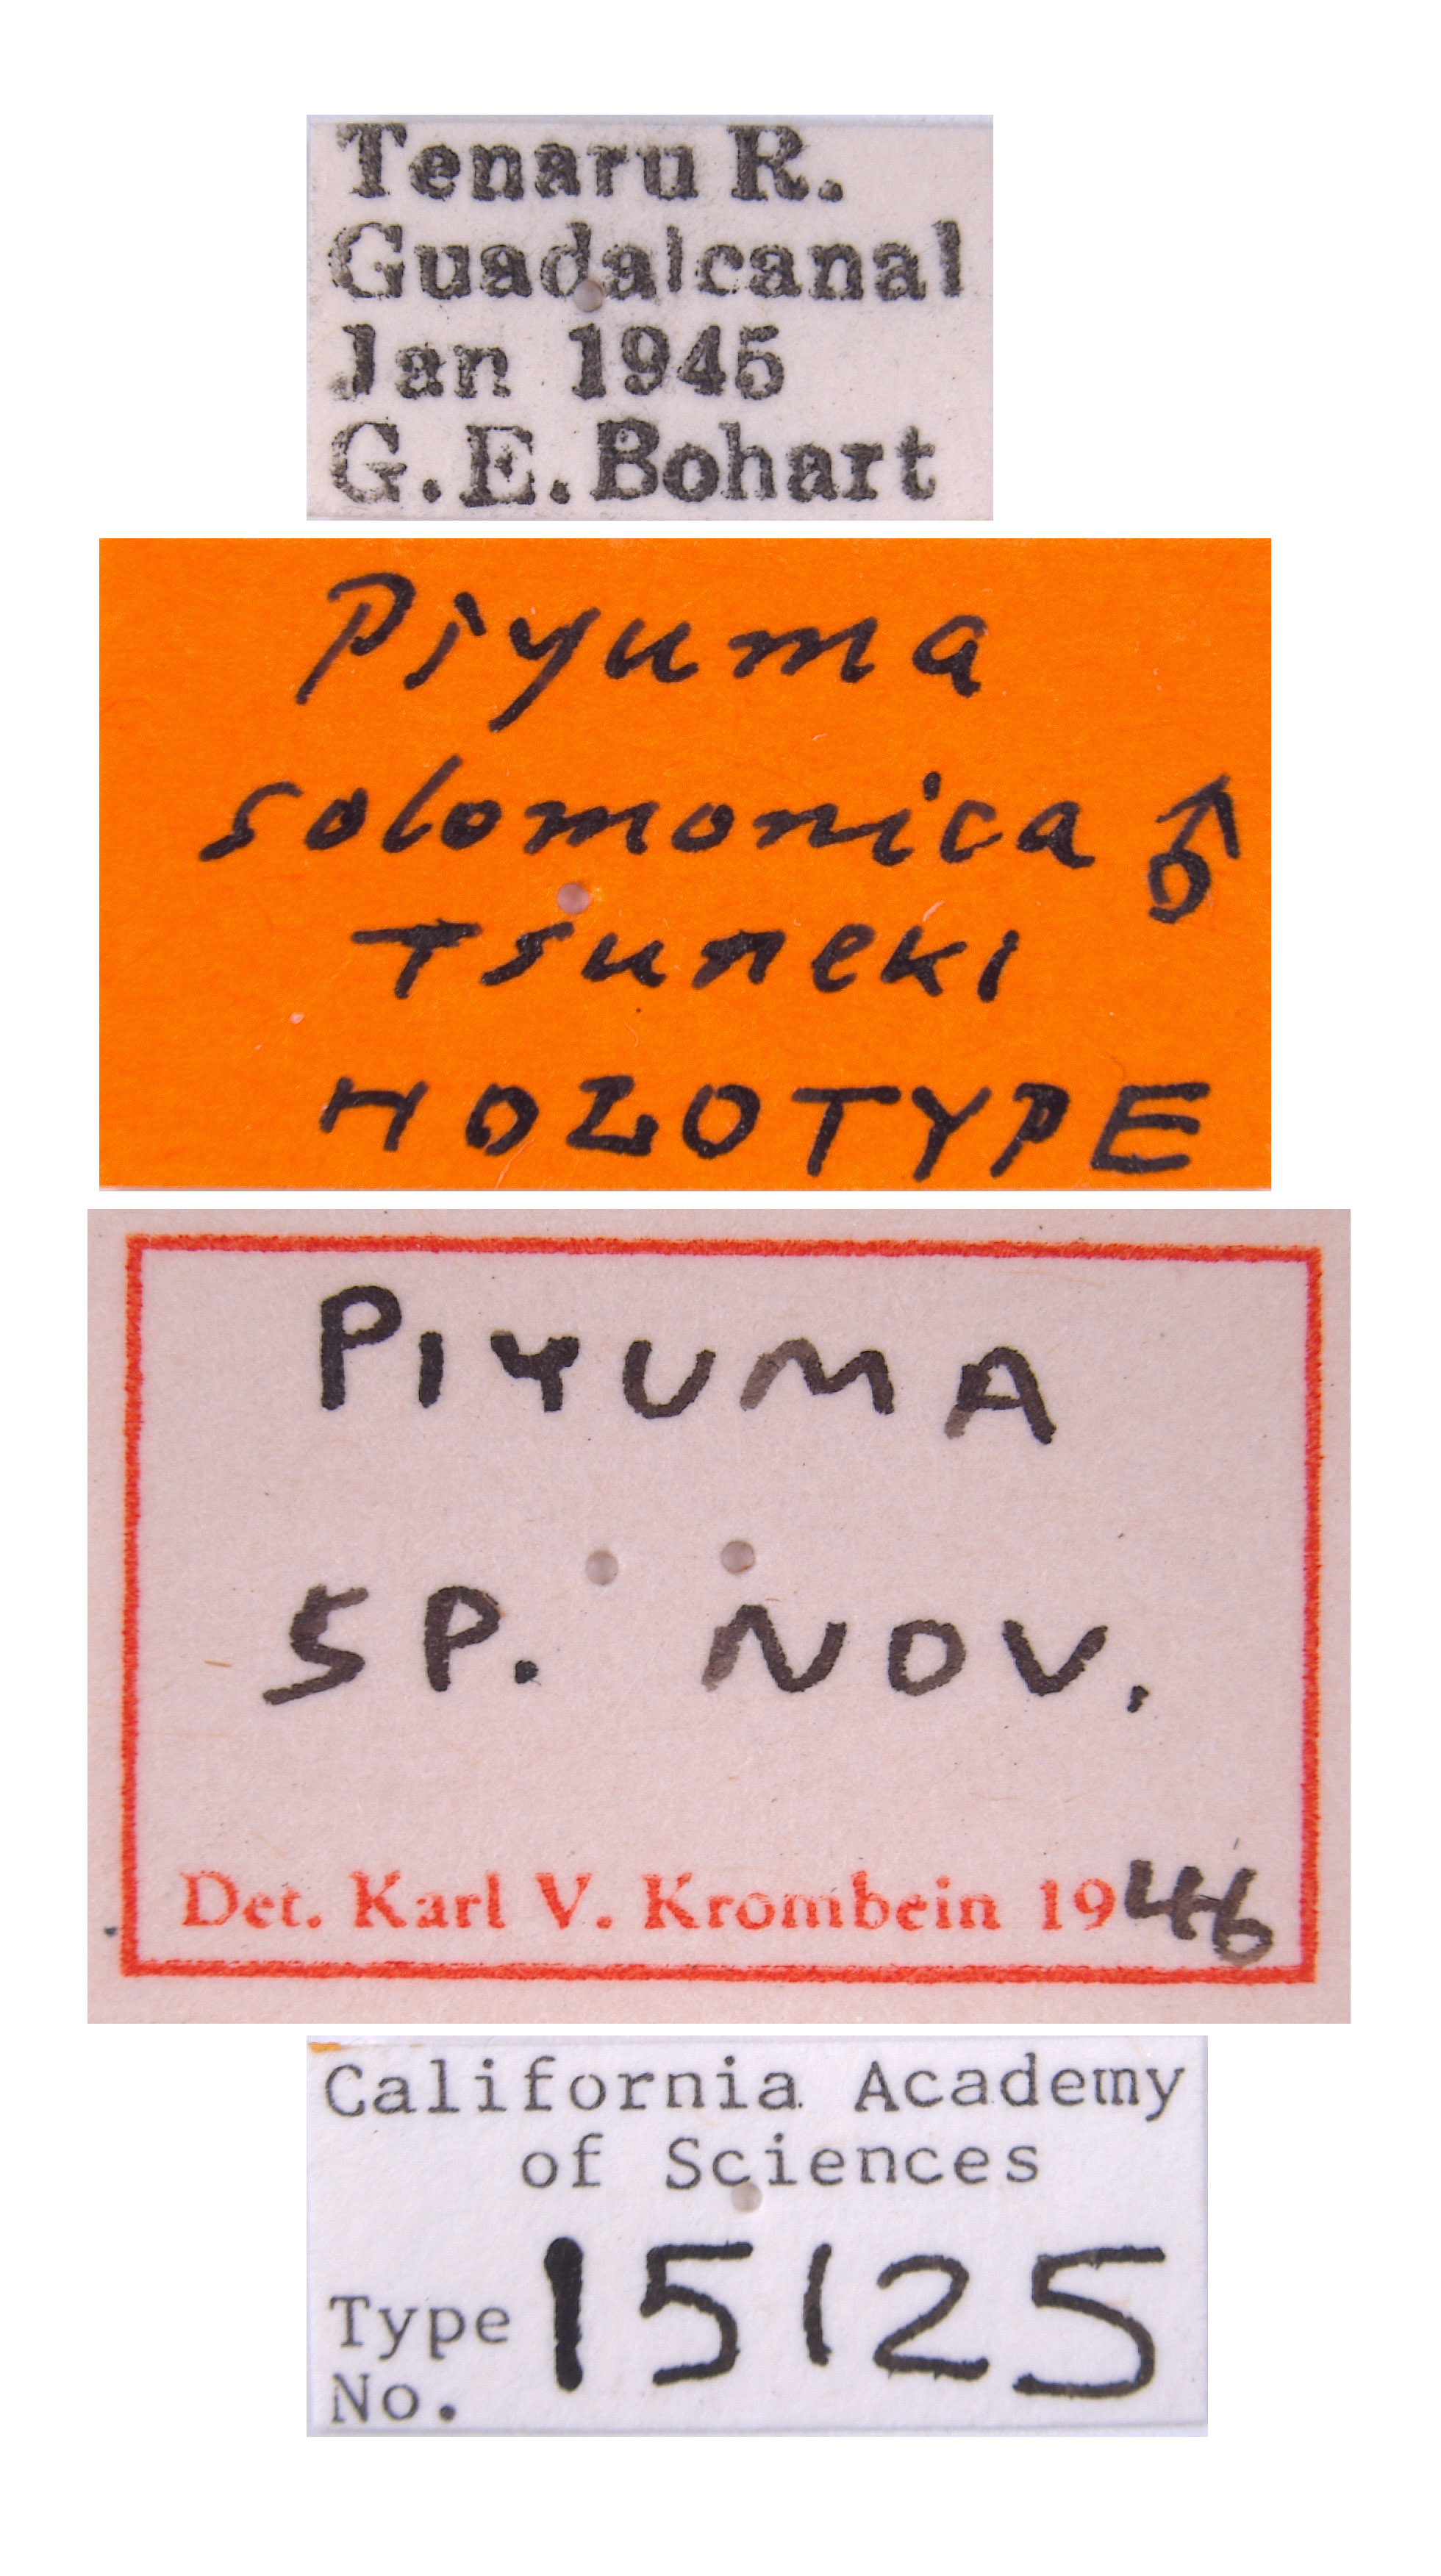 Tenaru R.
Guadalcanal
Jan 1945
G.E. Bohart
Piyuma
solomonica ♂
Tsuneki
HOLOTYPE
PIYUMA
SP. NOV.
Det. Karl V. Krombein 1946
California Academy
of Sciences
Type 15125
No.